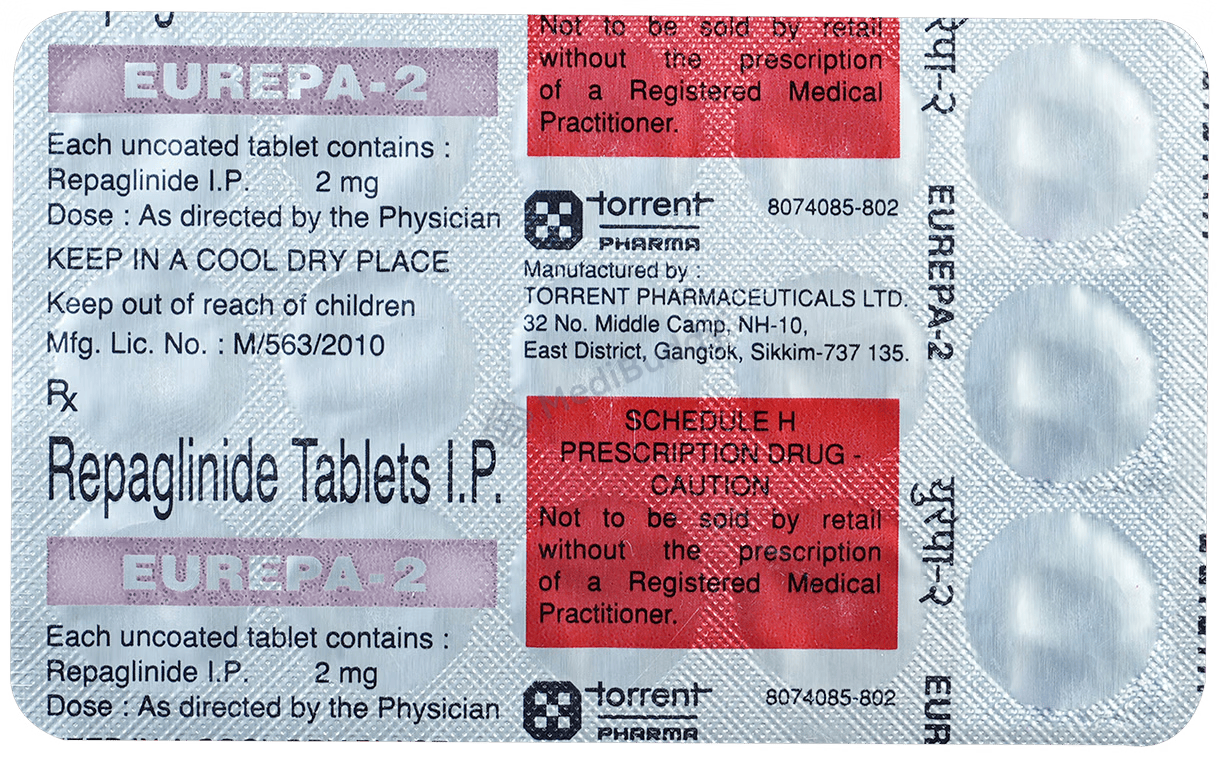 EUREPA-2
Each uncoated tablet contains :
Repaglinide I.P. 2 mg
Dose : As directed by the Physician
KEEP IN A COOL DRY PLACE
Keep out of reach of children
Mfg. Lic. No. : M/563/2010
Rx
Repaglinide Tablets I.P.
EUREPA-2
Each uncoated tablet contains :
Repaglinide I.P. 2 mg
Dose : As directed by the Physician
Not to be sold by retail
without the prescription
of a Registered Medical
Practitioner.
torrent
PHARMA
8074085-802
Manufactured by :
TORRENT PHARMACEUTICALS LTD.
32 No. Middle Camp, NH-10,
East District, Gangtok, Sikkim-737 135.
MediBuddy
SCHEDULE H
PRESCRIPTION DRUG -
CAUTION
Not to be sold by retail
without the prescription
of a Registered Medical
Practitioner.
torrent
PHARMA
8074085-802
EUREPA-2
युरेपा-२
EUR